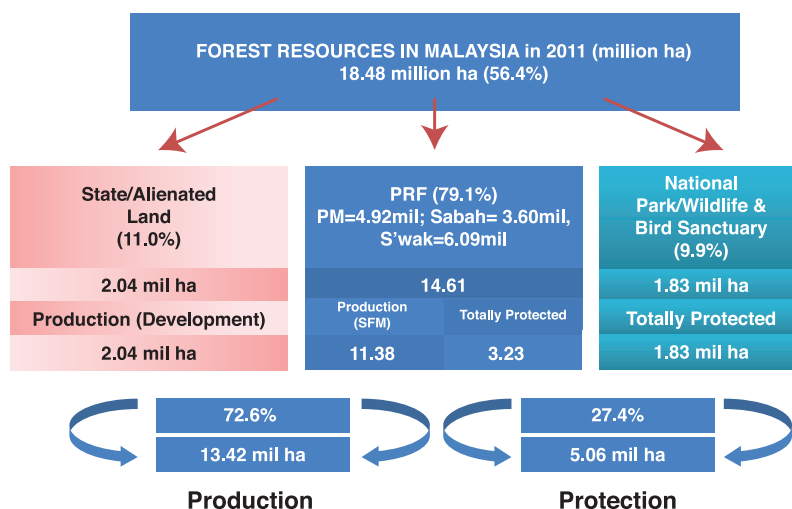 FOREST RESOURCES IN MALAYSIA in 2011 (million ha)
18.48 million ha (56.4%)
State/Alienated
Land
(11.0%)
2.04 mil ha
Production (Development)
2.04 mil ha
PRF (79.1%)
PM=4.92mil; Sabah= 3.60mil,
S’wak=6.09mil
14.61
Production
(SFM)
Totally Protected
11.38
3.23
National
Park/Wildlife &
Bird Sanctuary
(9.9%)
1.83 mil ha
Totally Protected
1.83 mil ha
72.6%
13.42 mil ha
Production
27.4%
5.06 mil ha
Protection